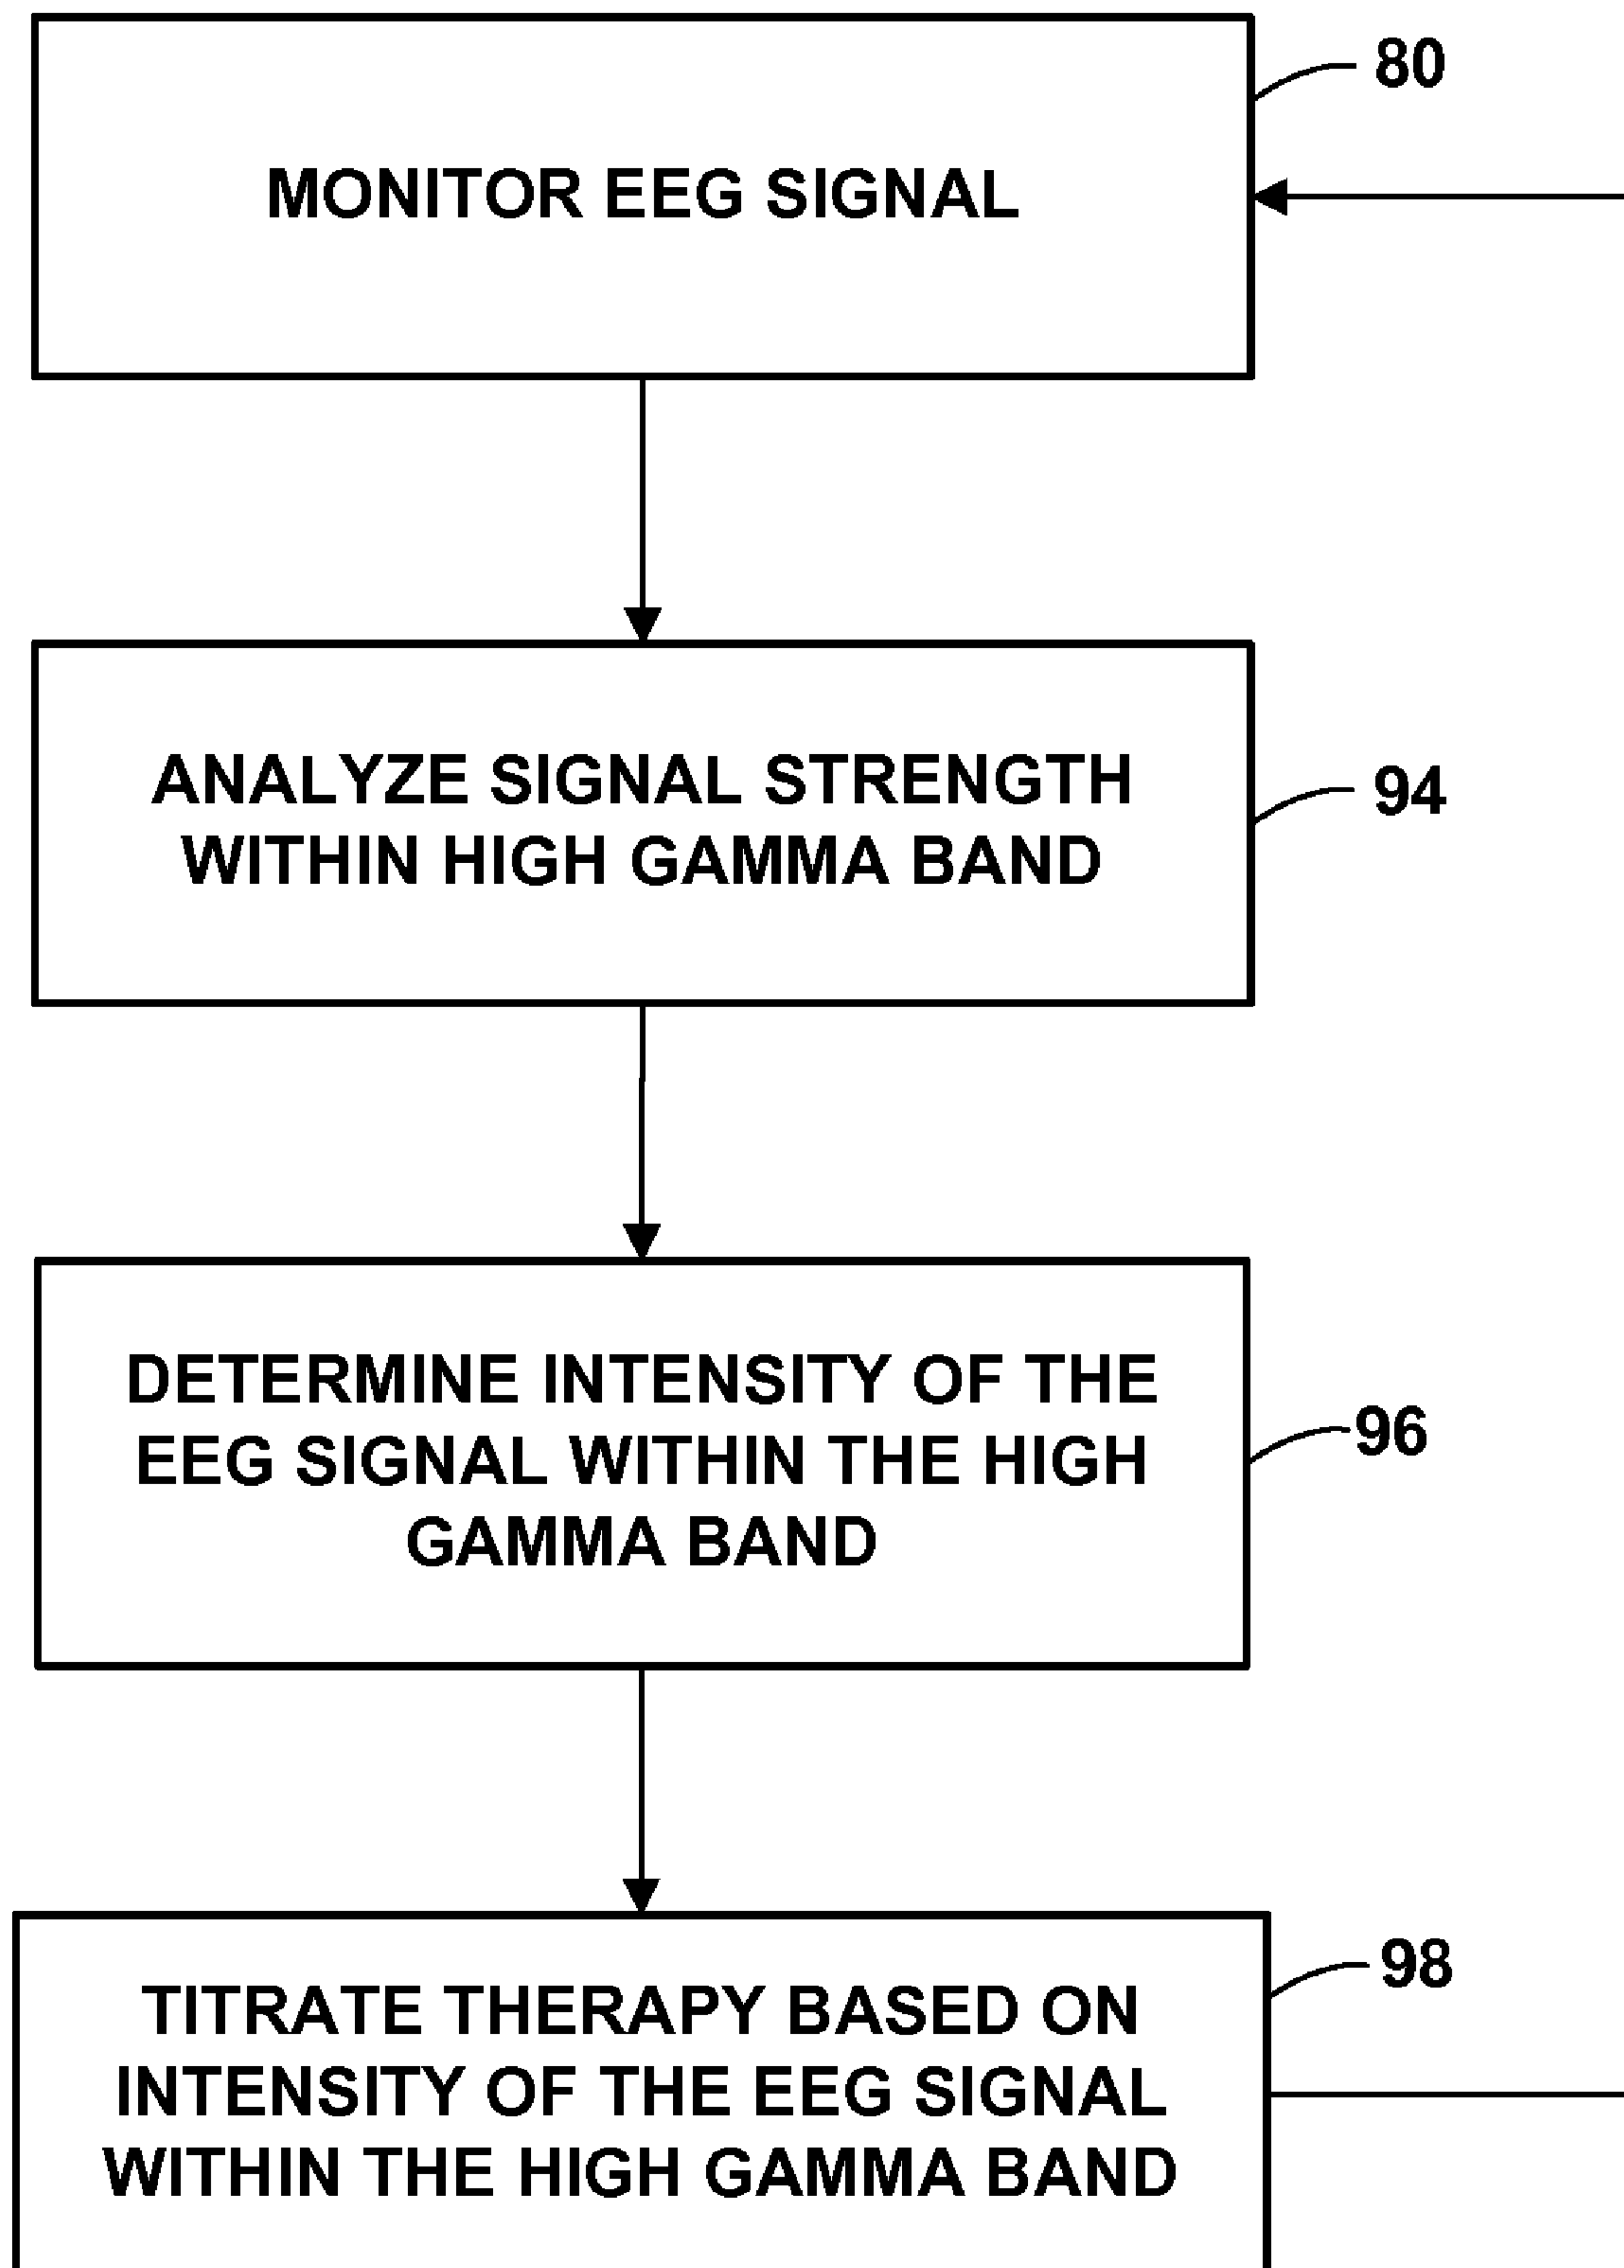 80
MONITOR EEG SIGNAL
94
ANALYZE SIGNAL STRENGTH
WITHIN HIGH GAMMA BAND
96
DETERMINE INTENSITY OF THE
EEG SIGNAL WITHIN THE HIGH
GAMMA BAND
98
TITRATE THERAPY BASED ON
INTENSITY OF THE EEG SIGNAL
WITHIN THE HIGH GAMMA BAND